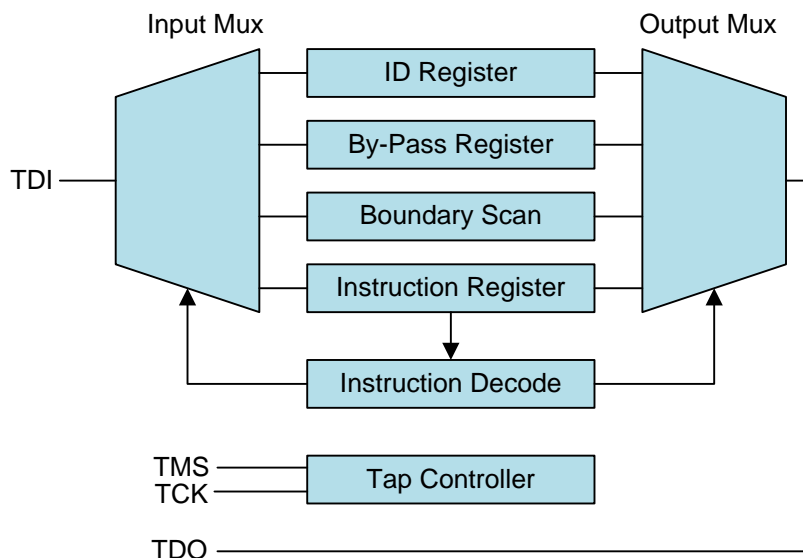 Input Mux
Output Mux
ID Register
By-Pass Register
TDI
Boundary Scan
Instruction Register
Instruction Decode
TMS
Tap Controller
TCK
TDO